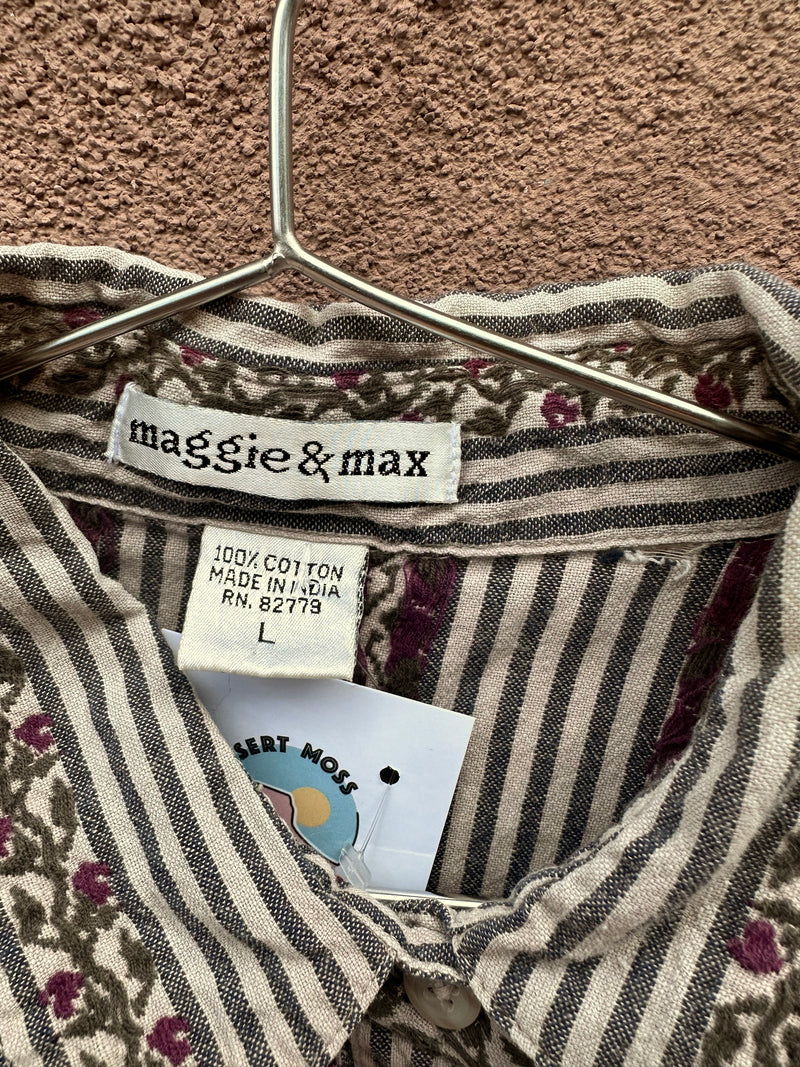 maggie & max
100% COTTON
MADE IN INDIA
RN. 82779
L
SERT MOSS